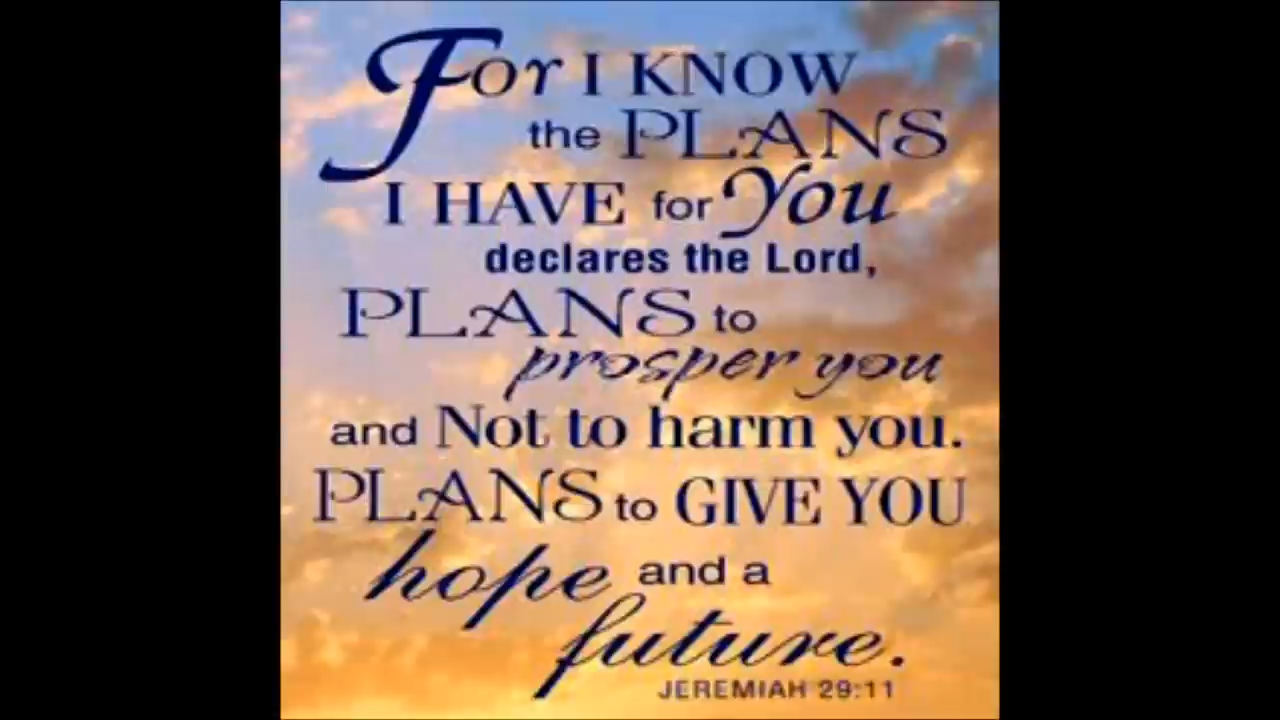 For I KNOW
the PLANS
I HAVE for You
declares the Lord,
PLANS to
prosper you
and Not to harm you.
PLANS to GIVE YOU
hope and a
future.
JEREMIAH 29:11